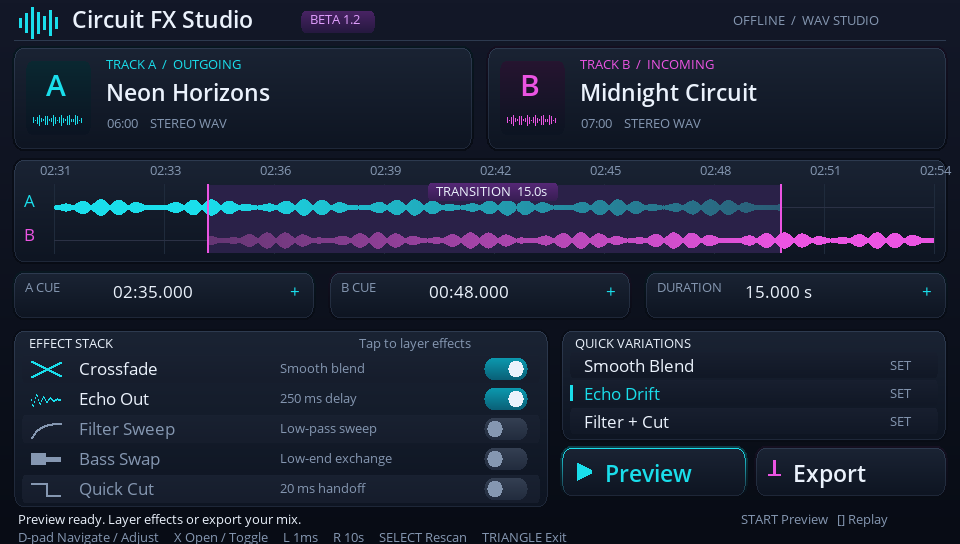 Circuit FX Studio BETA 1.2 OFFLINE / WAV STUDIO
A TRACK A / OUTGOING
Neon Horizons
06:00 STEREO WAV
B TRACK B / INCOMING
Midnight Circuit
07:00 STEREO WAV
02:31 02:33 02:36 02:39 02:42 02:45 02:48 02:51 02:54
TRANSITION 15.0s
A
B
A CUE 02:35.000 +
B CUE 00:48.000 +
DURATION 15.000 s +
EFFECT STACK Tap to layer effects
Crossfade Smooth blend
Echo Out 250 ms delay
Filter Sweep Low-pass sweep
Bass Swap Low-end exchange
Quick Cut 20 ms handoff
QUICK VARIATIONS
Smooth Blend SET
Echo Drift SET
Filter + Cut SET
Preview
Export
Preview ready. Layer effects or export your mix. START Preview [] Replay
D-pad Navigate / Adjust X Open / Toggle L 1ms R 10s SELECT Rescan TRIANGLE Exit